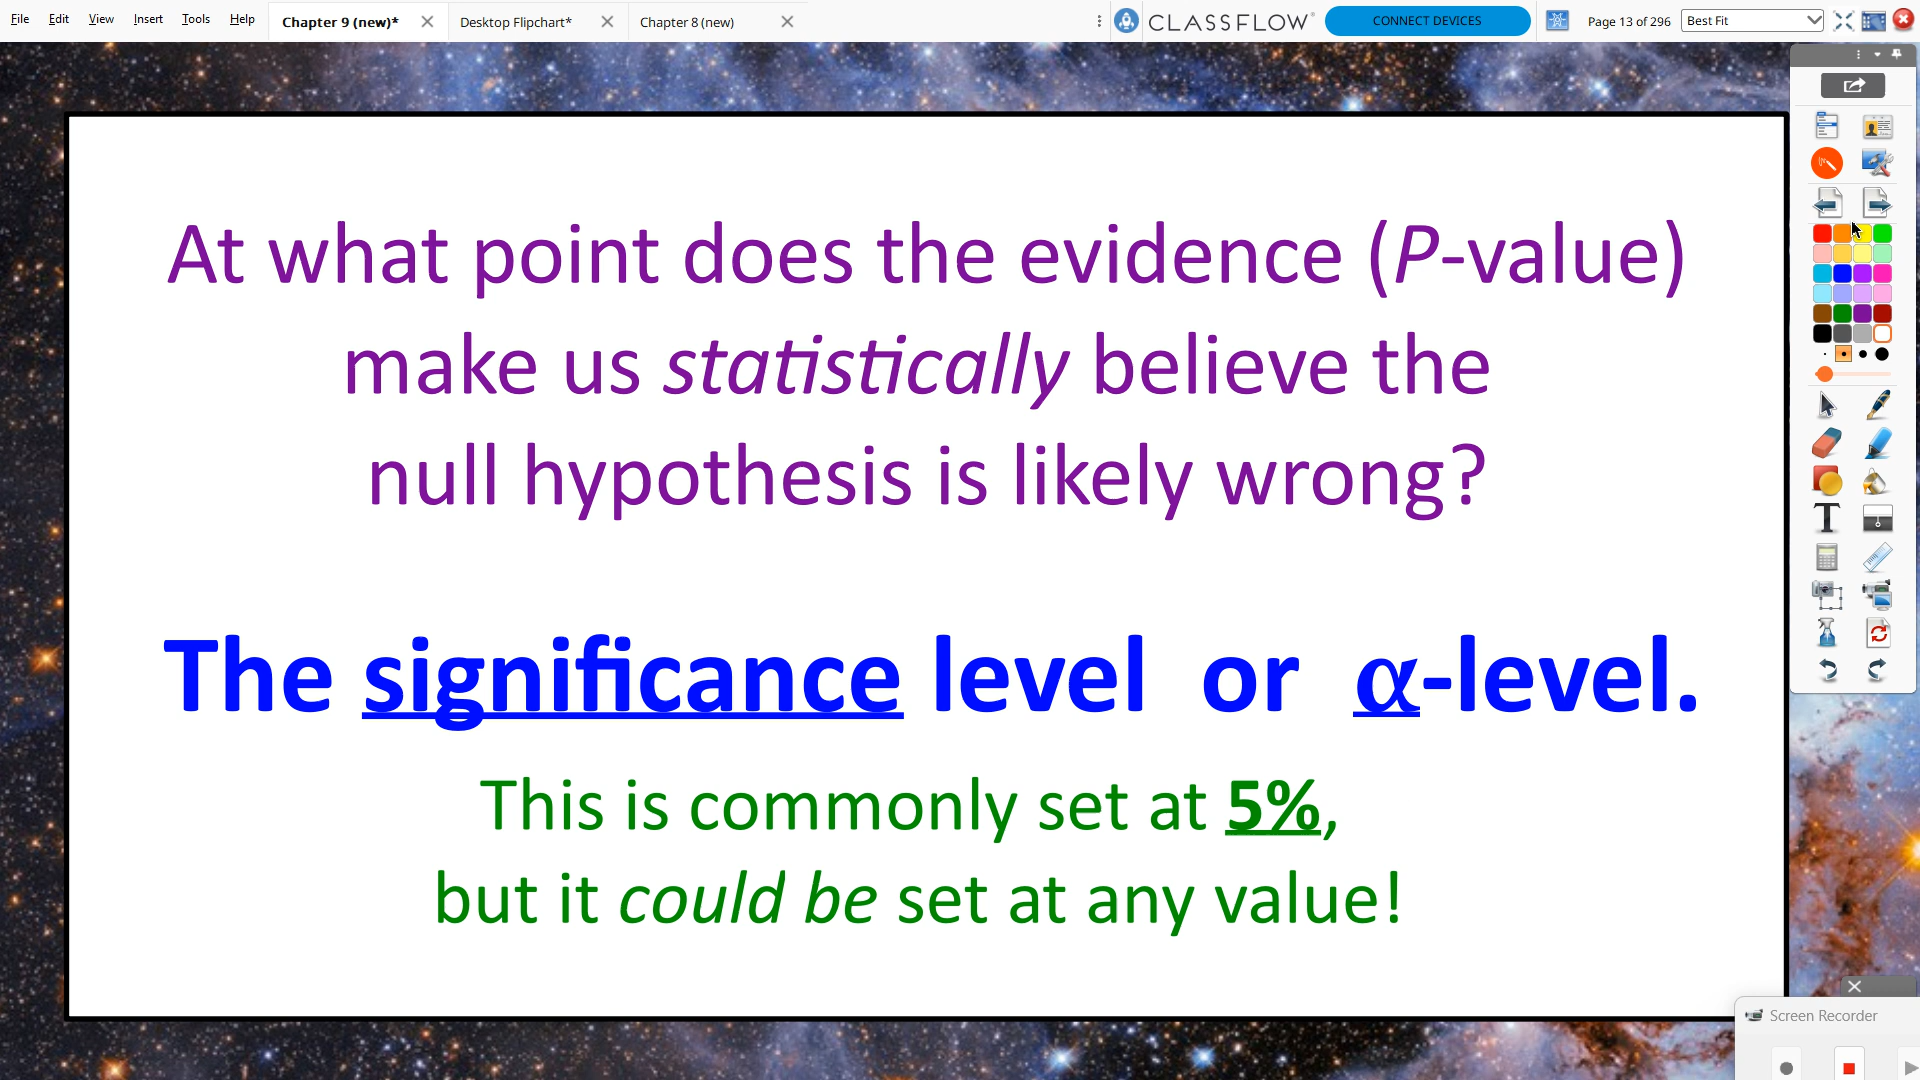 File Edit View Insert Tools Help Chapter 9 (new)* Desktop Flipchart* Chapter 8 (new) CLASSFLOW CONNECT DEVICES Page 13 of 296 Best Fit
At what point does the evidence (P-value)
make us statistically believe the
null hypothesis is likely wrong?
The significance level or α-level.
This is commonly set at 5%,
but it could be set at any value!
Screen Recorder